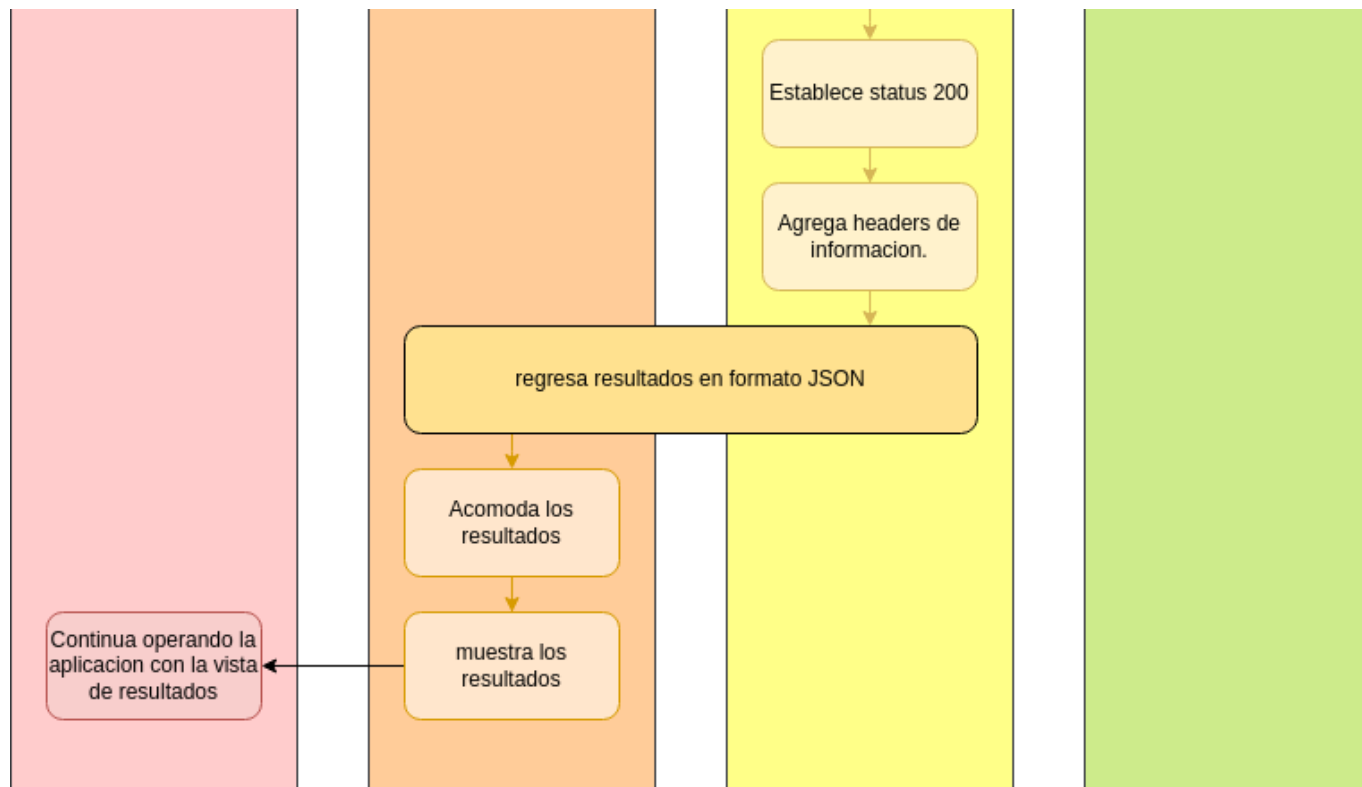 Establece status 200
Agrega headers de
informacion.
regresa resultados en formato JSON
Acomoda los
resultados
muestra los
resultados
Continua operando la
aplicacion con la vista
de resultados